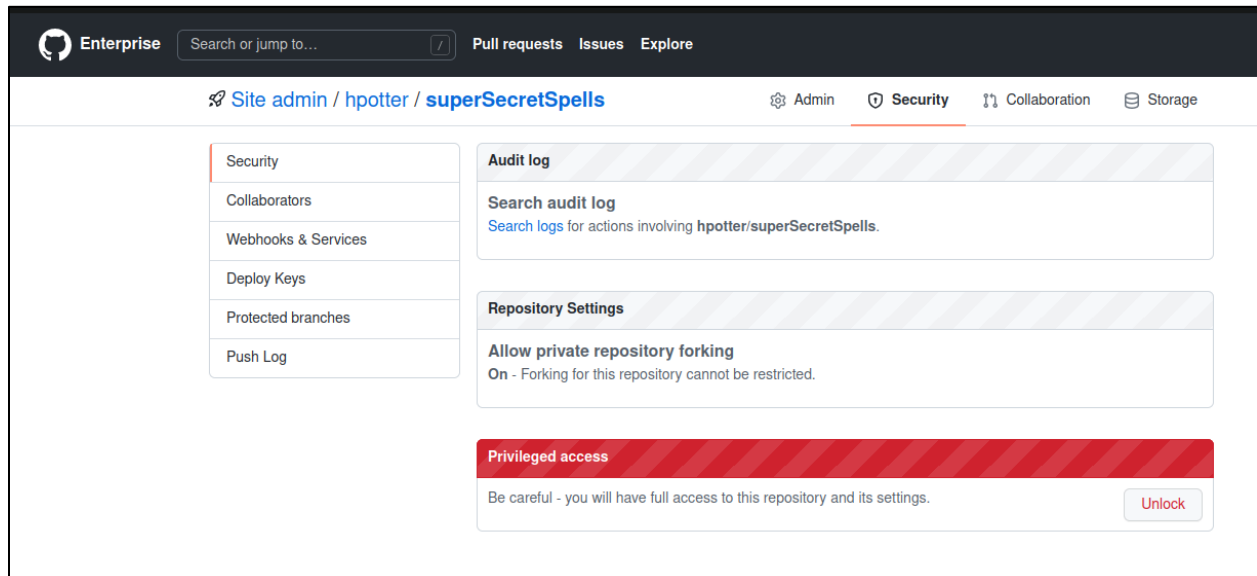 Enterprise Search or jump to... / Pull requests Issues Explore
Site admin / hpotter / superSecretSpells Admin Security Collaboration Storage
Security
Collaborators
Webhooks & Services
Deploy Keys
Protected branches
Push Log
Audit log
Search audit log
Search logs for actions involving hpotter/superSecretSpells.
Repository Settings
Allow private repository forking
On - Forking for this repository cannot be restricted.
Privileged access
Be careful - you will have full access to this repository and its settings.
Unlock